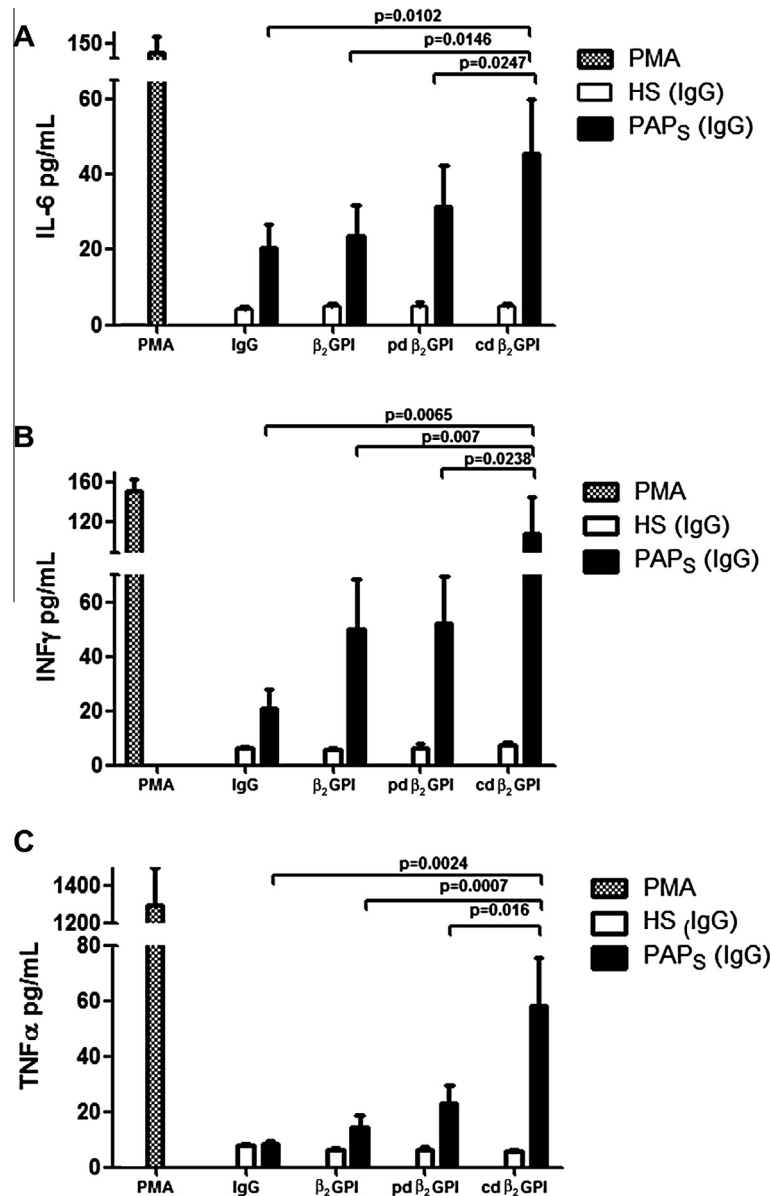 A
p=0.0102
p=0.0146
p=0.0247
150
60
40
20
0
IL-6 pg/mL
PMA
IgG
β₂GPI
pd β₂GPI
cd β₂GPI
PMA
HS (IgG)
PAPS (IgG)
B
p=0.0065
p=0.007
p=0.0238
160
120
60
40
20
0
INFγ pg/mL
PMA
IgG
β₂GPI
pd β₂GPI
cd β₂GPI
PMA
HS (IgG)
PAPS (IgG)
C
p=0.0024
p=0.0007
p=0.016
1400
1200
80
60
40
20
0
TNFα pg/mL
PMA
IgG
β₂GPI
pd β₂GPI
cd β₂GPI
PMA
HS (IgG)
PAPS (IgG)